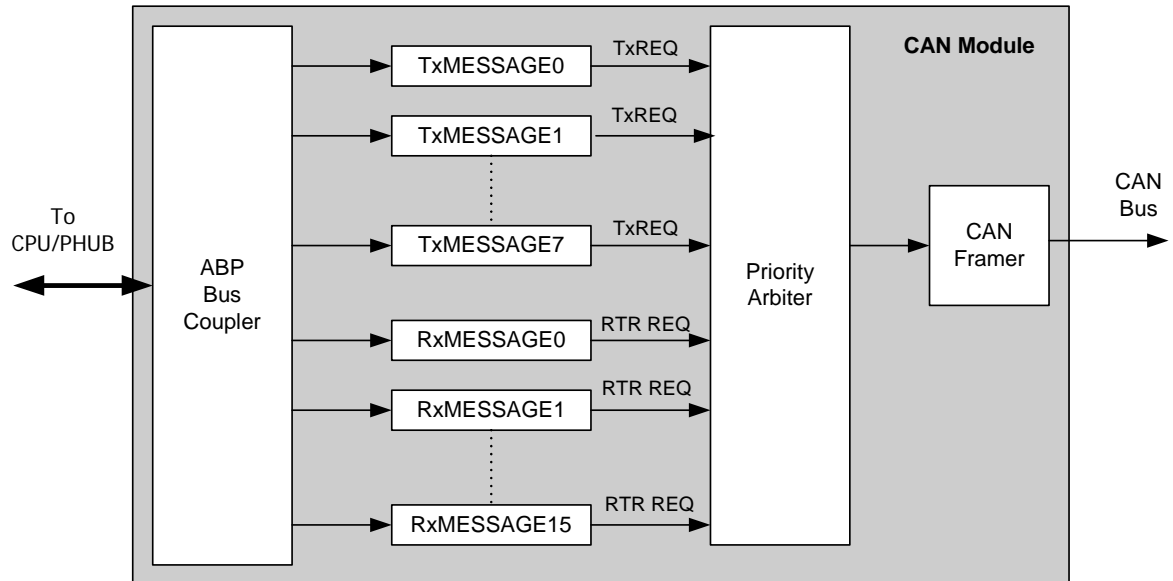 CAN Module
To
CPU/PHUB
ABP
Bus
Coupler
TxMESSAGE0
TxREQ
TxMESSAGE1
TxREQ
TxMESSAGE7
TxREQ
RxMESSAGE0
RTR REQ
RxMESSAGE1
RTR REQ
RxMESSAGE15
RTR REQ
Priority
Arbiter
CAN
Framer
CAN
Bus